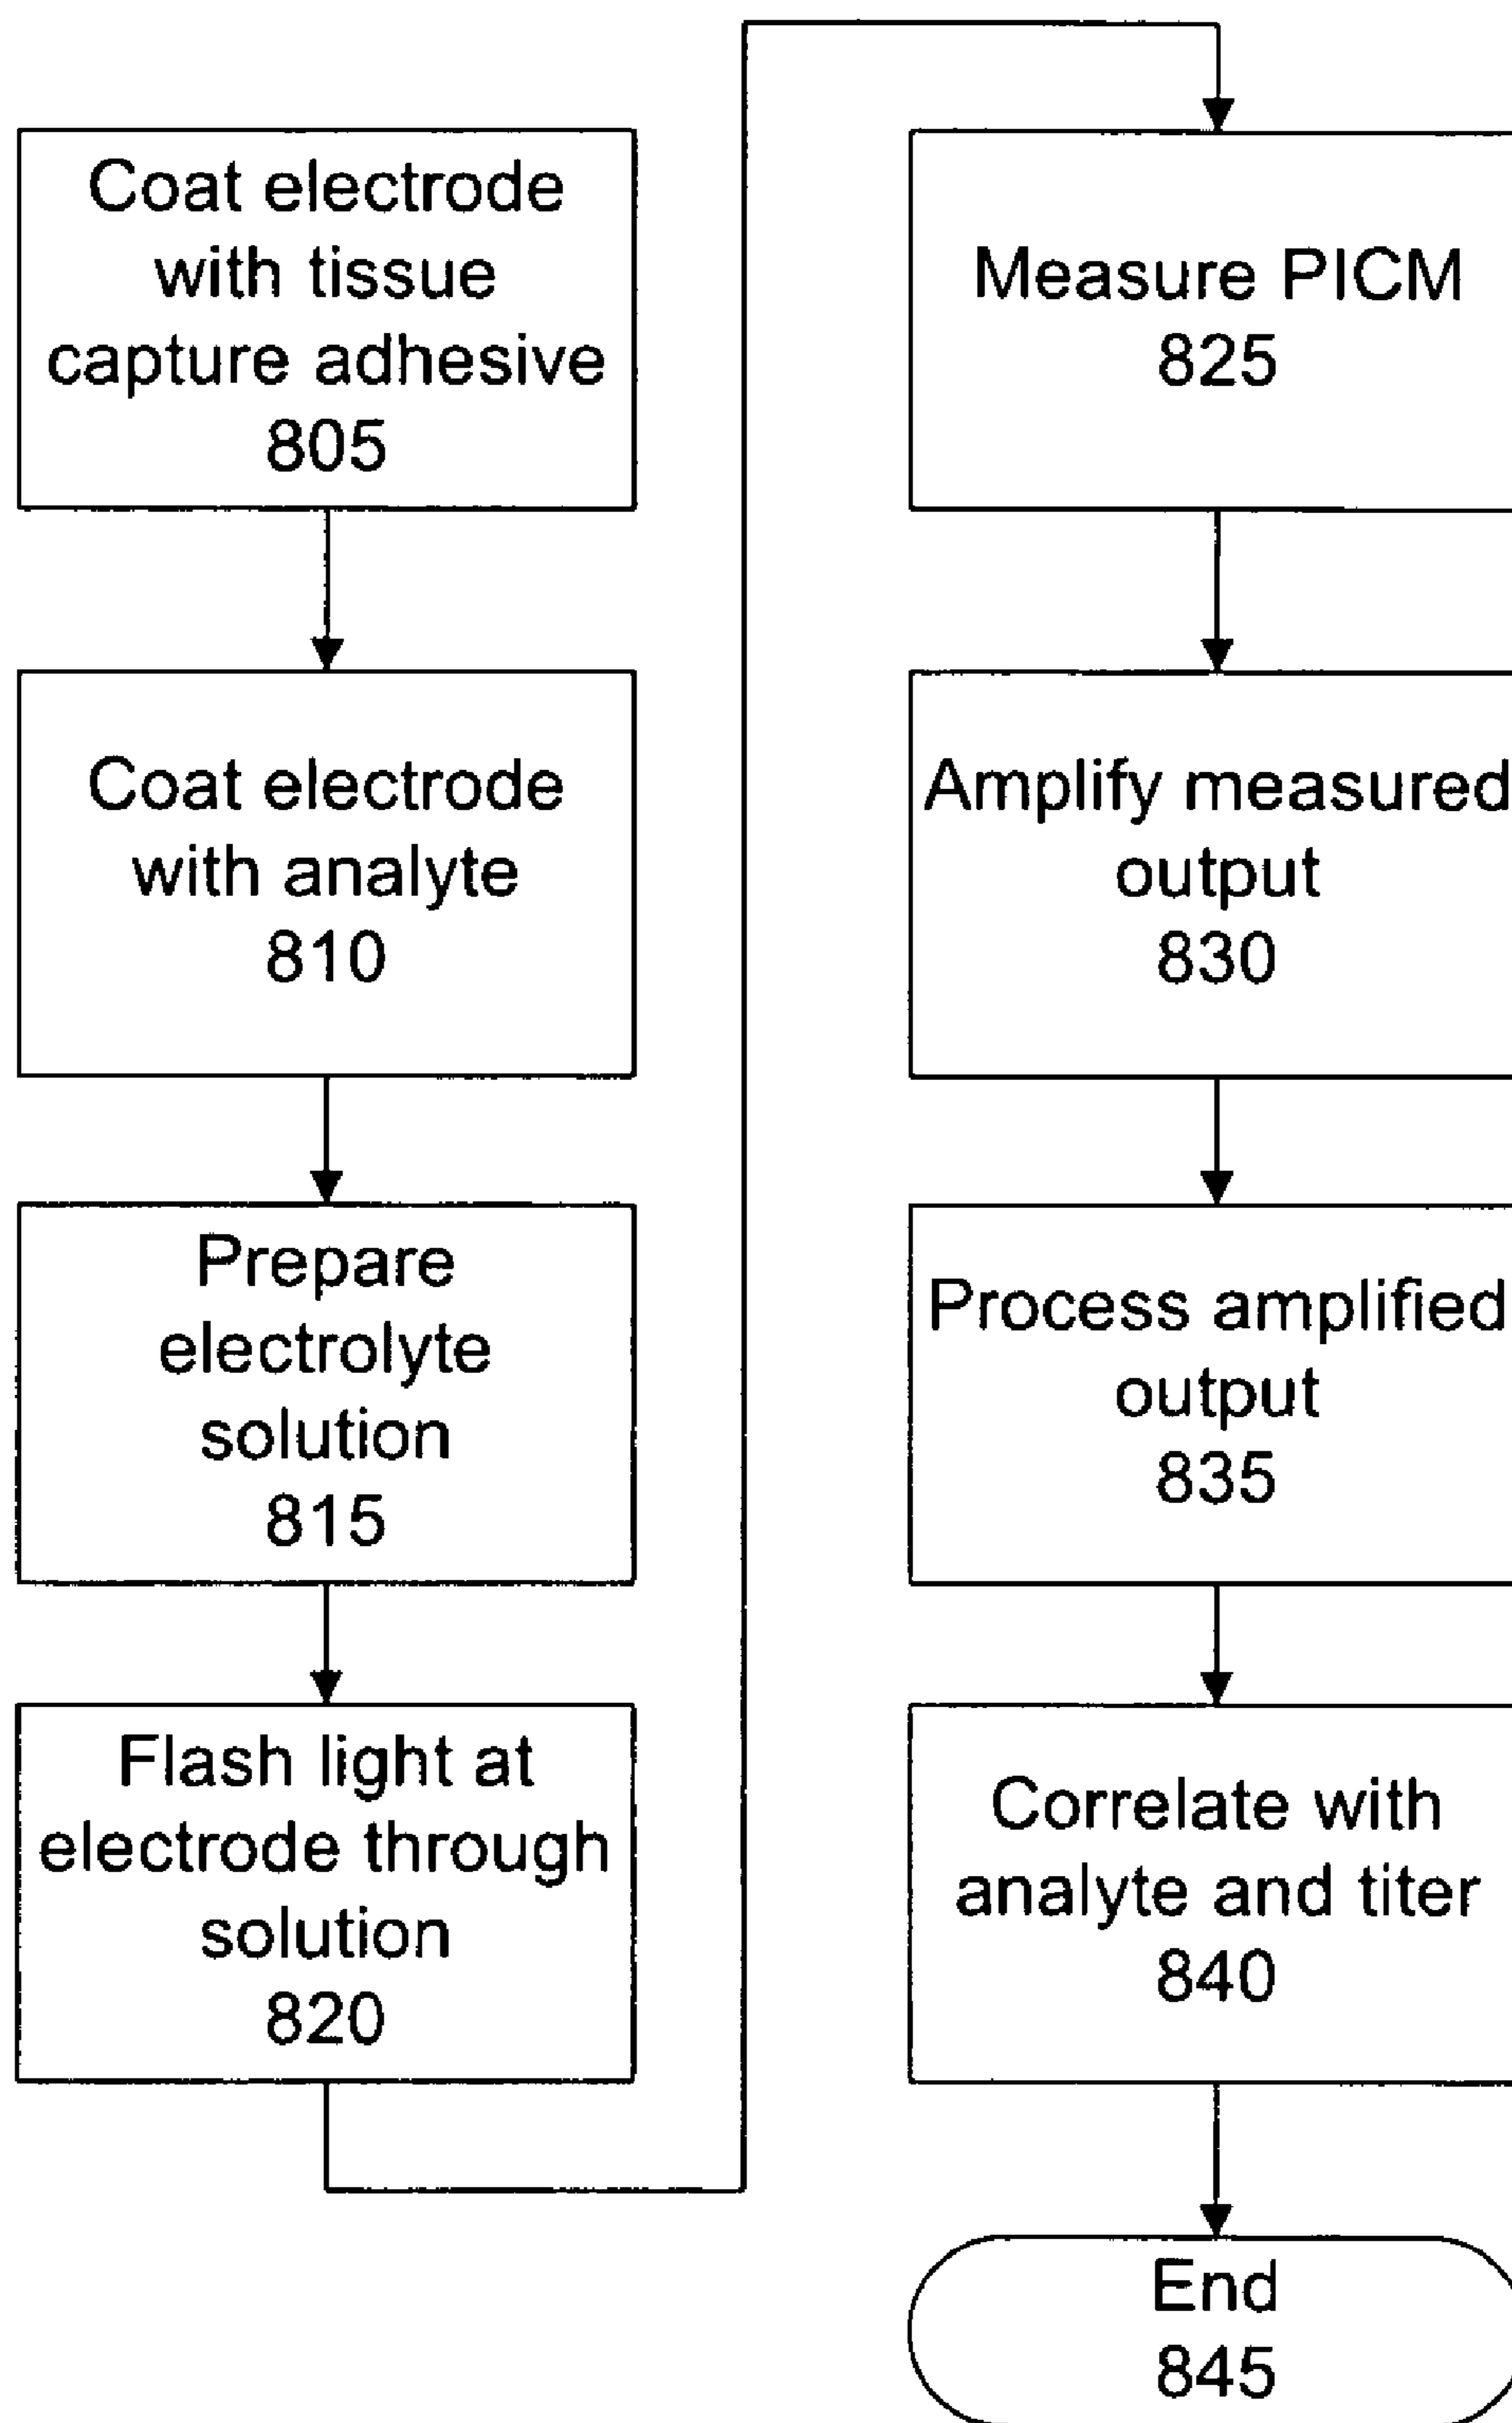 Coat electrode
with tissue
capture adhesive
805
Coat electrode
with analyte
810
Prepare
electrolyte
solution
815
Flash light at
electrode through
solution
820
Measure PICM
825
Amplify measured
output
830
Process amplified
output
835
Correlate with
analyte and titer
840
End
845